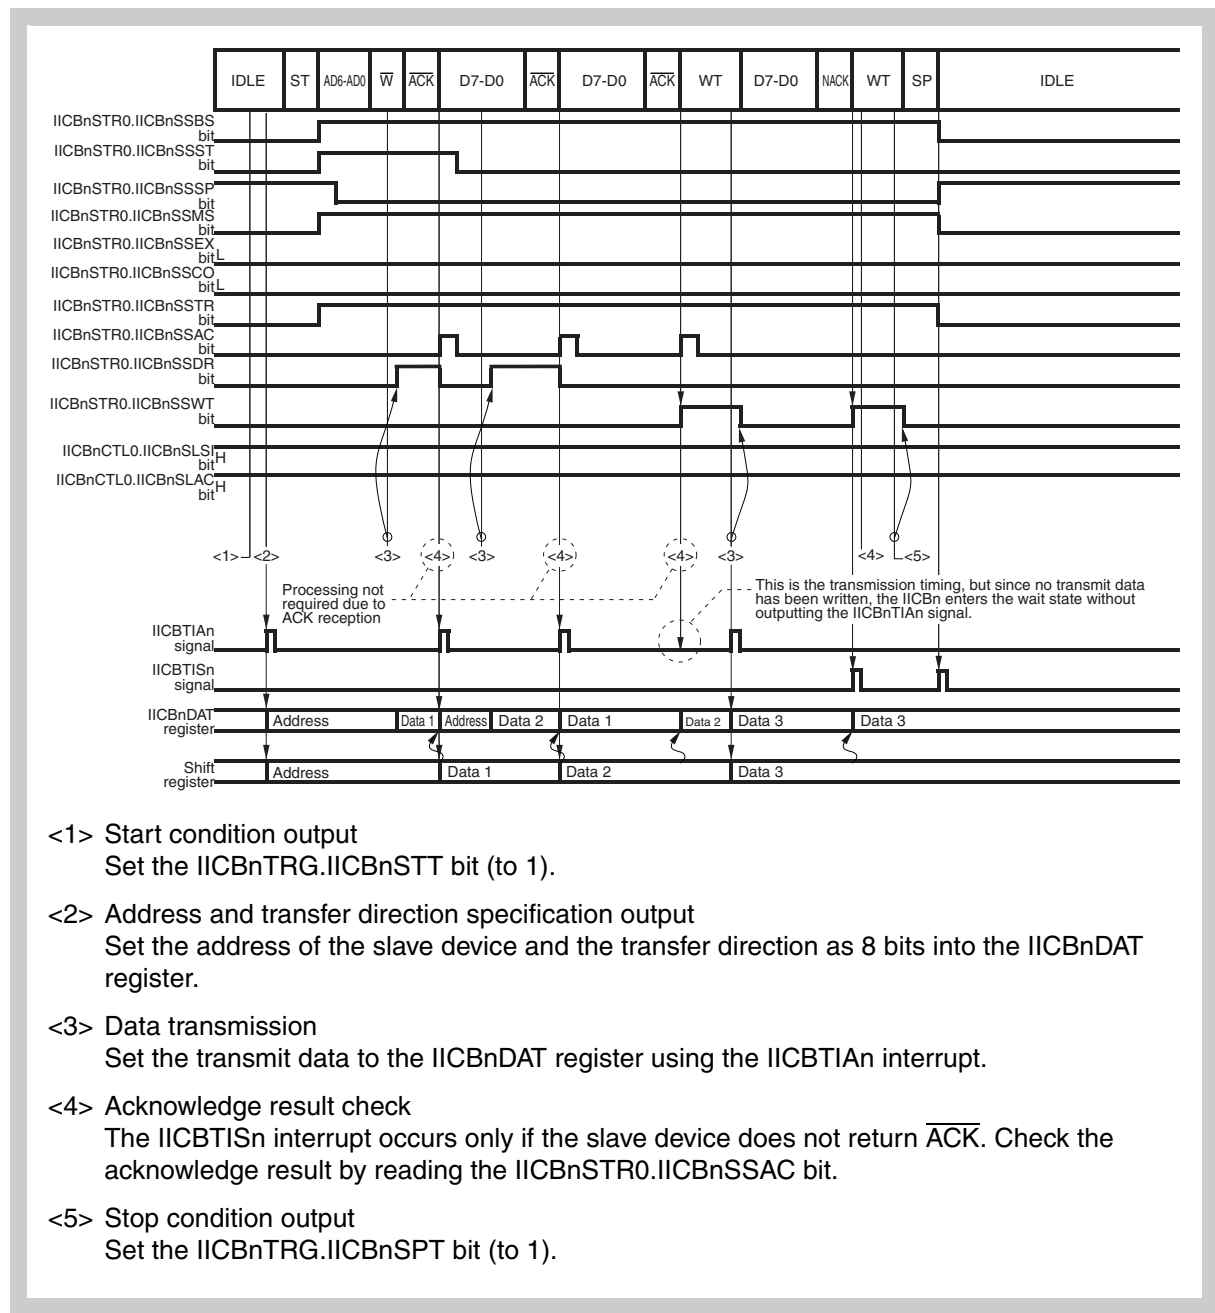 IDLE ST AD6-AD0 W̅ A̅C̅K̅ D7-D0 A̅C̅K̅ D7-D0 A̅C̅K̅ WT D7-D0 NACK WT SP IDLE
IICBnSTR0.IICBnSSBS
bit
IICBnSTR0.IICBnSSST
bit
IICBnSTR0.IICBnSSSP
bit
IICBnSTR0.IICBnSSMS
bit
IICBnSTR0.IICBnSSEX
bit L
IICBnSTR0.IICBnSSCO
bit L
IICBnSTR0.IICBnSSTR
bit
IICBnSTR0.IICBnSSAC
bit
IICBnSTR0.IICBnSSDR
bit
IICBnSTR0.IICBnSSWT
bit
IICBnCTL0.IICBnSLSI
bit H
IICBnCTL0.IICBnSLAC
bit H
<1> <2> <3> <4> <3> <4> <4> <3> <4> <5>
Processing not
required due to
ACK reception
This is the transmission timing, but since no transmit data
has been written, the IICBn enters the wait state without
outputting the IICBnTIAn signal.
IICBTIAn
signal
IICBTISn
signal
IICBnDAT
register
Address Data 1 Address Data 2 Data 1 Data 2 Data 3 Data 3
Shift
register
Address Data 1 Data 2 Data 3
<1> Start condition output
Set the IICBnTRG.IICBnSTT bit (to 1).
<2> Address and transfer direction specification output
Set the address of the slave device and the transfer direction as 8 bits into the IICBnDAT
register.
<3> Data transmission
Set the transmit data to the IICBnDAT register using the IICBTIAn interrupt.
<4> Acknowledge result check
The IICBTISn interrupt occurs only if the slave device does not return A̅C̅K̅. Check the
acknowledge result by reading the IICBnSTR0.IICBnSSAC bit.
<5> Stop condition output
Set the IICBnTRG.IICBnSPT bit (to 1).